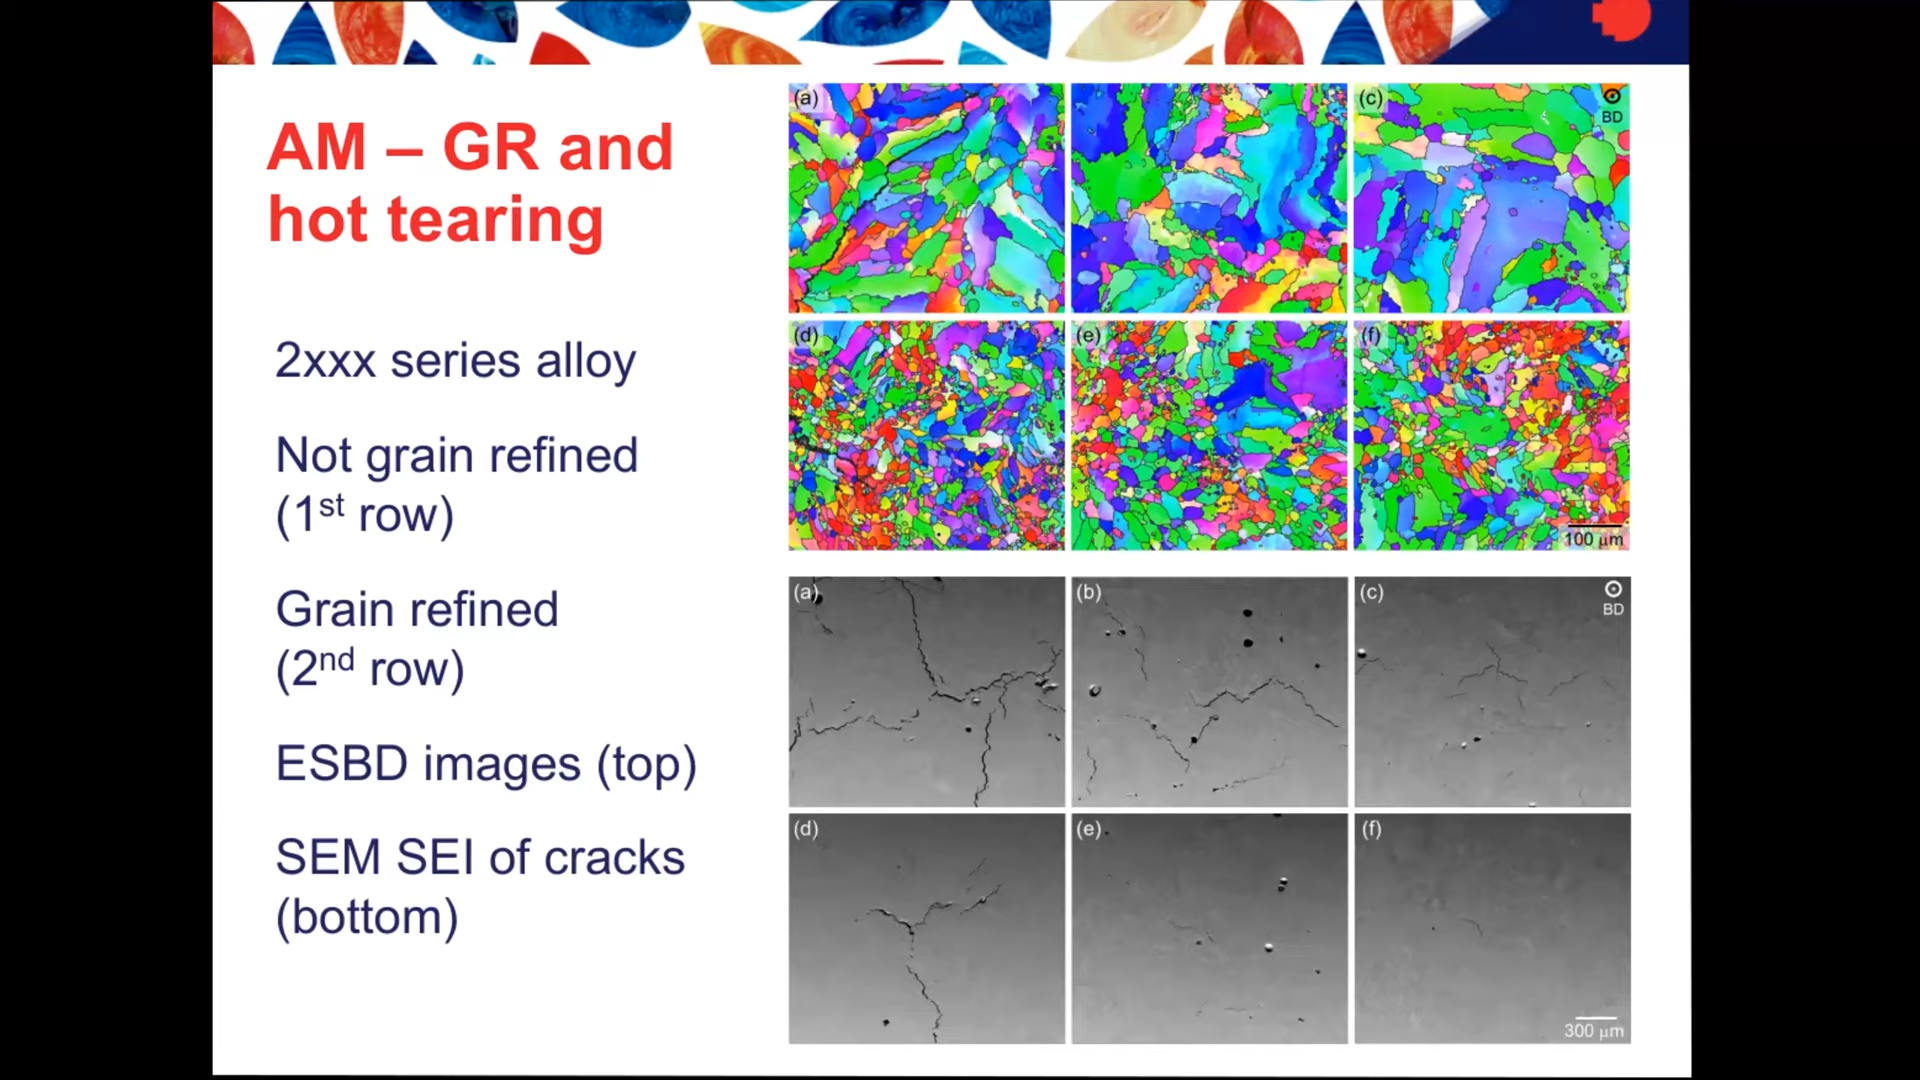 AM – GR and
hot tearing
2xxx series alloy
Not grain refined
(1st row)
Grain refined
(2nd row)
ESBD images (top)
SEM SEI of cracks
(bottom)
(a)
(c)
BD
(d)
(e)
(f)
100 μm
(a)
(b)
(c)
BD
(d)
(e)
(f)
300 μm